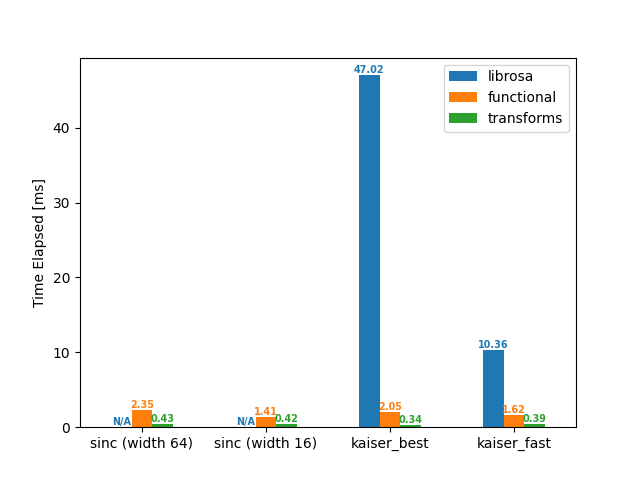 47.02
librosa
functional
transforms
40
30
20
10
0
Time Elapsed [ms]
N/A 2.35 0.43
N/A 1.41 0.42
2.05 0.34
10.36
1.62 0.39
sinc (width 64) sinc (width 16) kaiser_best kaiser_fast